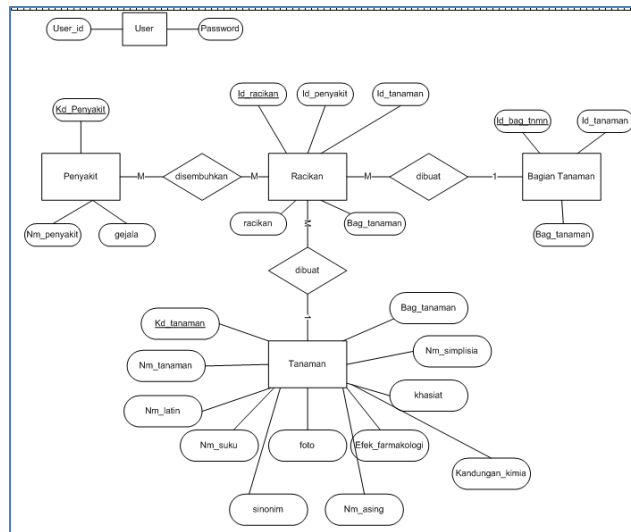 User_id
User
Password
Id_racikan
Id_penyakit
Id_tanaman
Kd_Penyakit
Id_bag_tnmn
Id_tanaman
Penyakit
M
disembuhkan
M
Racikan
M
dibuat
1
Bagian Tanaman
Nm_penyakit
gejala
racikan
M
Bag_tanaman
Bag_tanaman
dibuat
1
Kd_tanaman
Bag_tanaman
Nm_simplisia
Nm_tanaman
Tanaman
khasiat
Nm_latin
Nm_suku
foto
Efek_farmakologi
Kandungan_kimia
sinonim
Nm_asing